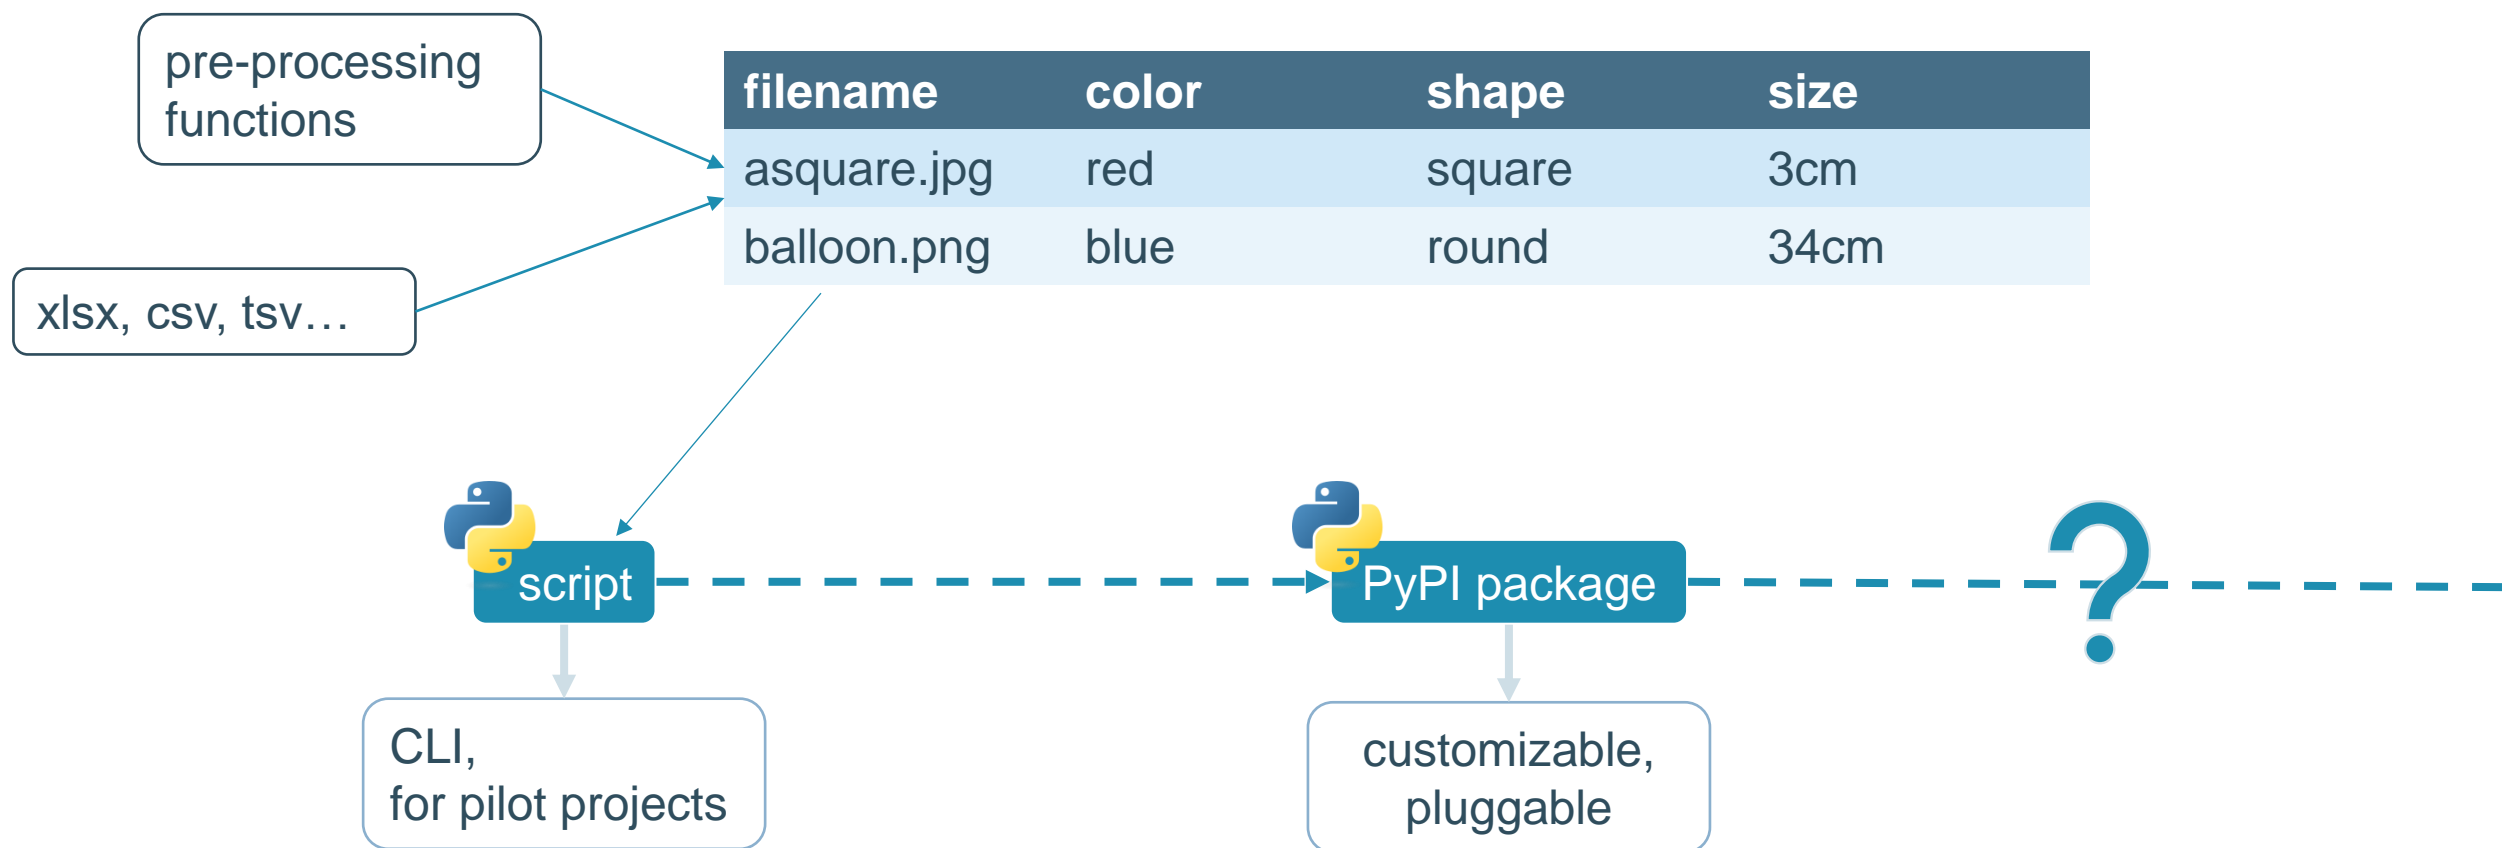 pre-processing
functions
filename color shape size
asquare.jpg red square 3cm
balloon.png blue round 34cm
xlsx, csv, tsv…
script
PyPI package
?
CLI,
for pilot projects
customizable,
pluggable